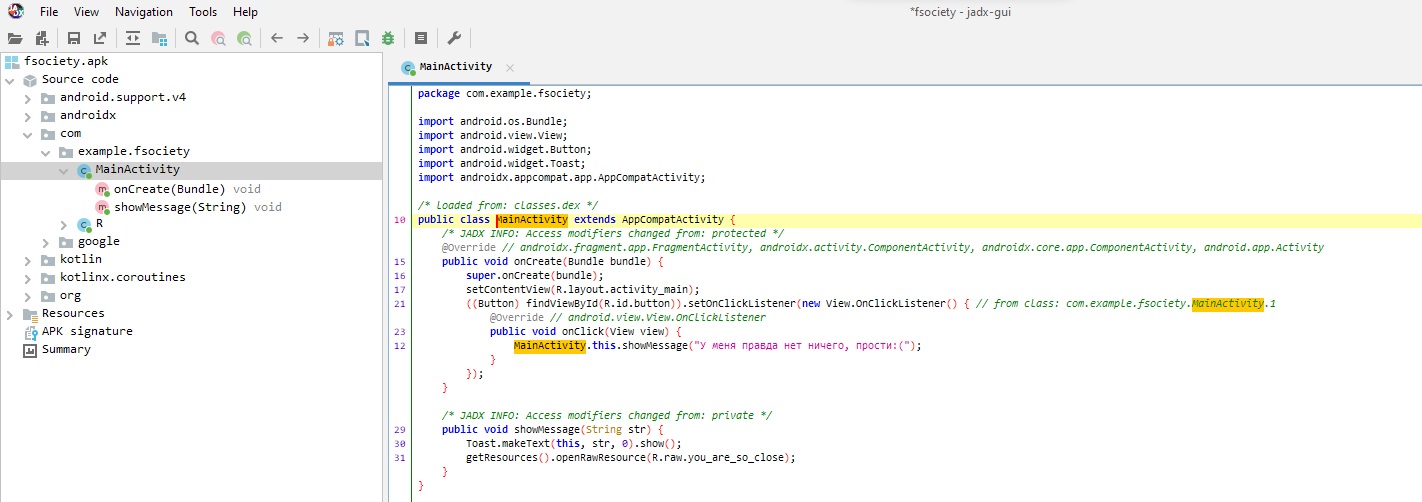 File View Navigation Tools Help
*fsociety - jadx-gui
fsociety.apk
Source code
android.support.v4
androidx
com
example.fsociety
MainActivity
onCreate(Bundle) void
showMessage(String) void
R
google
kotlin
kotlinx.coroutines
org
Resources
APK signature
Summary
MainActivity
package com.example.fsociety;
import android.os.Bundle;
import android.view.View;
import android.widget.Button;
import android.widget.Toast;
import androidx.appcompat.app.AppCompatActivity;
/* loaded from: classes.dex */
10 public class MainActivity extends AppCompatActivity {
/* JADX INFO: Access modifiers changed from: protected */
@Override // androidx.fragment.app.FragmentActivity, androidx.activity.ComponentActivity, androidx.core.app.ComponentActivity, android.app.Activity
15 public void onCreate(Bundle bundle) {
16 super.onCreate(bundle);
17 setContentView(R.layout.activity_main);
21 ((Button) findViewById(R.id.button)).setOnClickListener(new View.OnClickListener() { // from class: com.example.fsociety.MainActivity.1
@Override // android.view.View.OnClickListener
23 public void onClick(View view) {
12 MainActivity.this.showMessage("У меня правда нет ничего, прости:(");
}
});
}
/* JADX INFO: Access modifiers changed from: private */
29 public void showMessage(String str) {
30 Toast.makeText(this, str, 0).show();
31 getResources().openRawResource(R.raw.you_are_so_close);
}
}